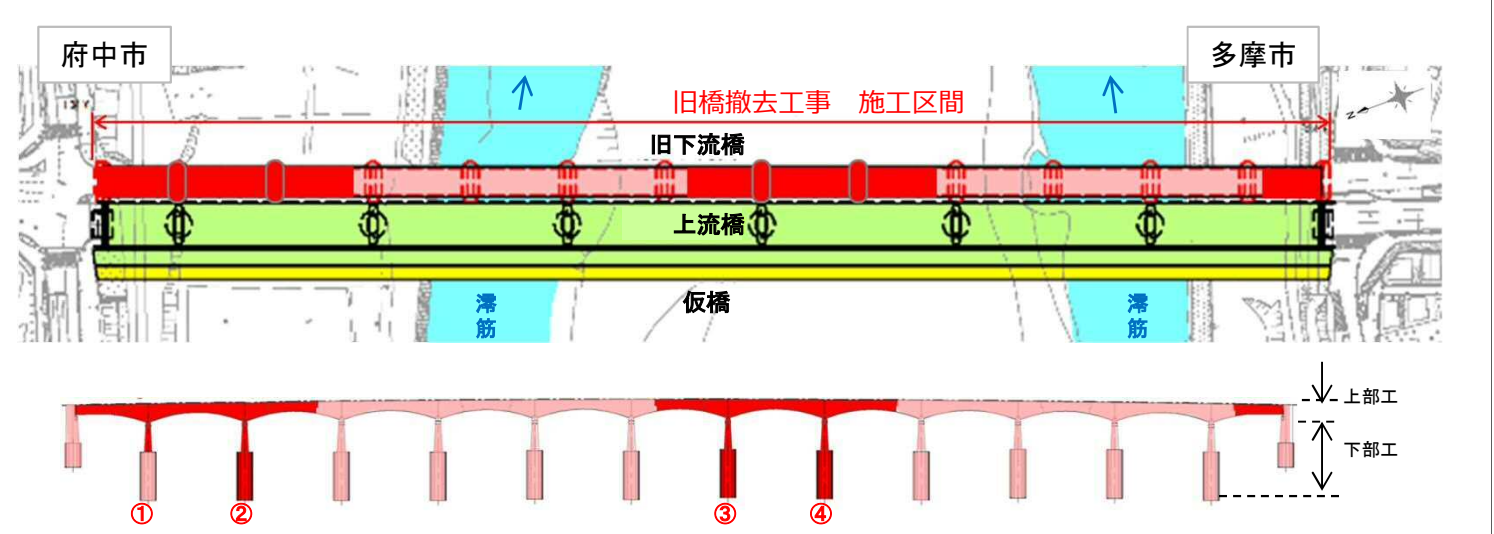 府中市
多摩市
旧橋撤去工事　施工区間
旧下流橋
上流橋
仮橋
澪筋
澪筋
N
上部工
下部工
①
②
③
④